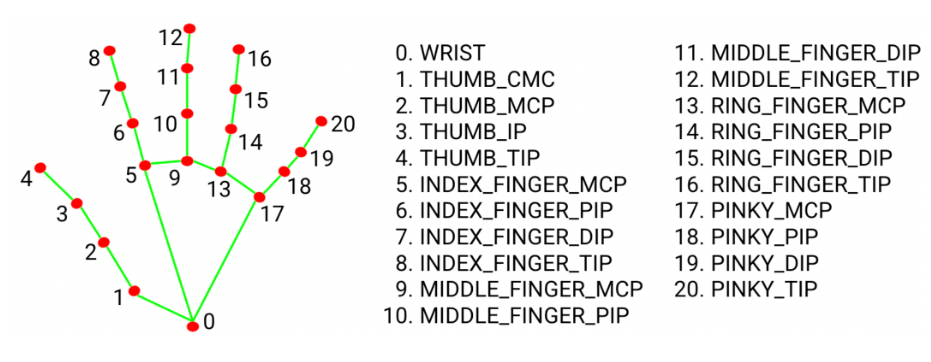 12
8
16
11
7
15
10
6
14
20
4
5
9
13
19
18
3
17
2
1
0
0. WRIST
1. THUMB_CMC
2. THUMB_MCP
3. THUMB_IP
4. THUMB_TIP
5. INDEX_FINGER_MCP
6. INDEX_FINGER_PIP
7. INDEX_FINGER_DIP
8. INDEX_FINGER_TIP
9. MIDDLE_FINGER_MCP
10. MIDDLE_FINGER_PIP
11. MIDDLE_FINGER_DIP
12. MIDDLE_FINGER_TIP
13. RING_FINGER_MCP
14. RING_FINGER_PIP
15. RING_FINGER_DIP
16. RING_FINGER_TIP
17. PINKY_MCP
18. PINKY_PIP
19. PINKY_DIP
20. PINKY_TIP